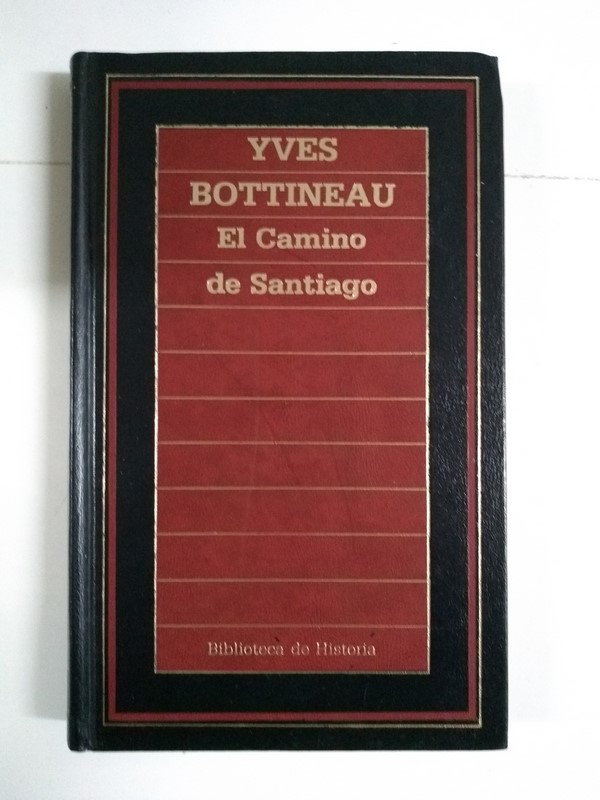 YVES
BOTTINEAU
El Camino
de Santiago
Biblioteca de Historia